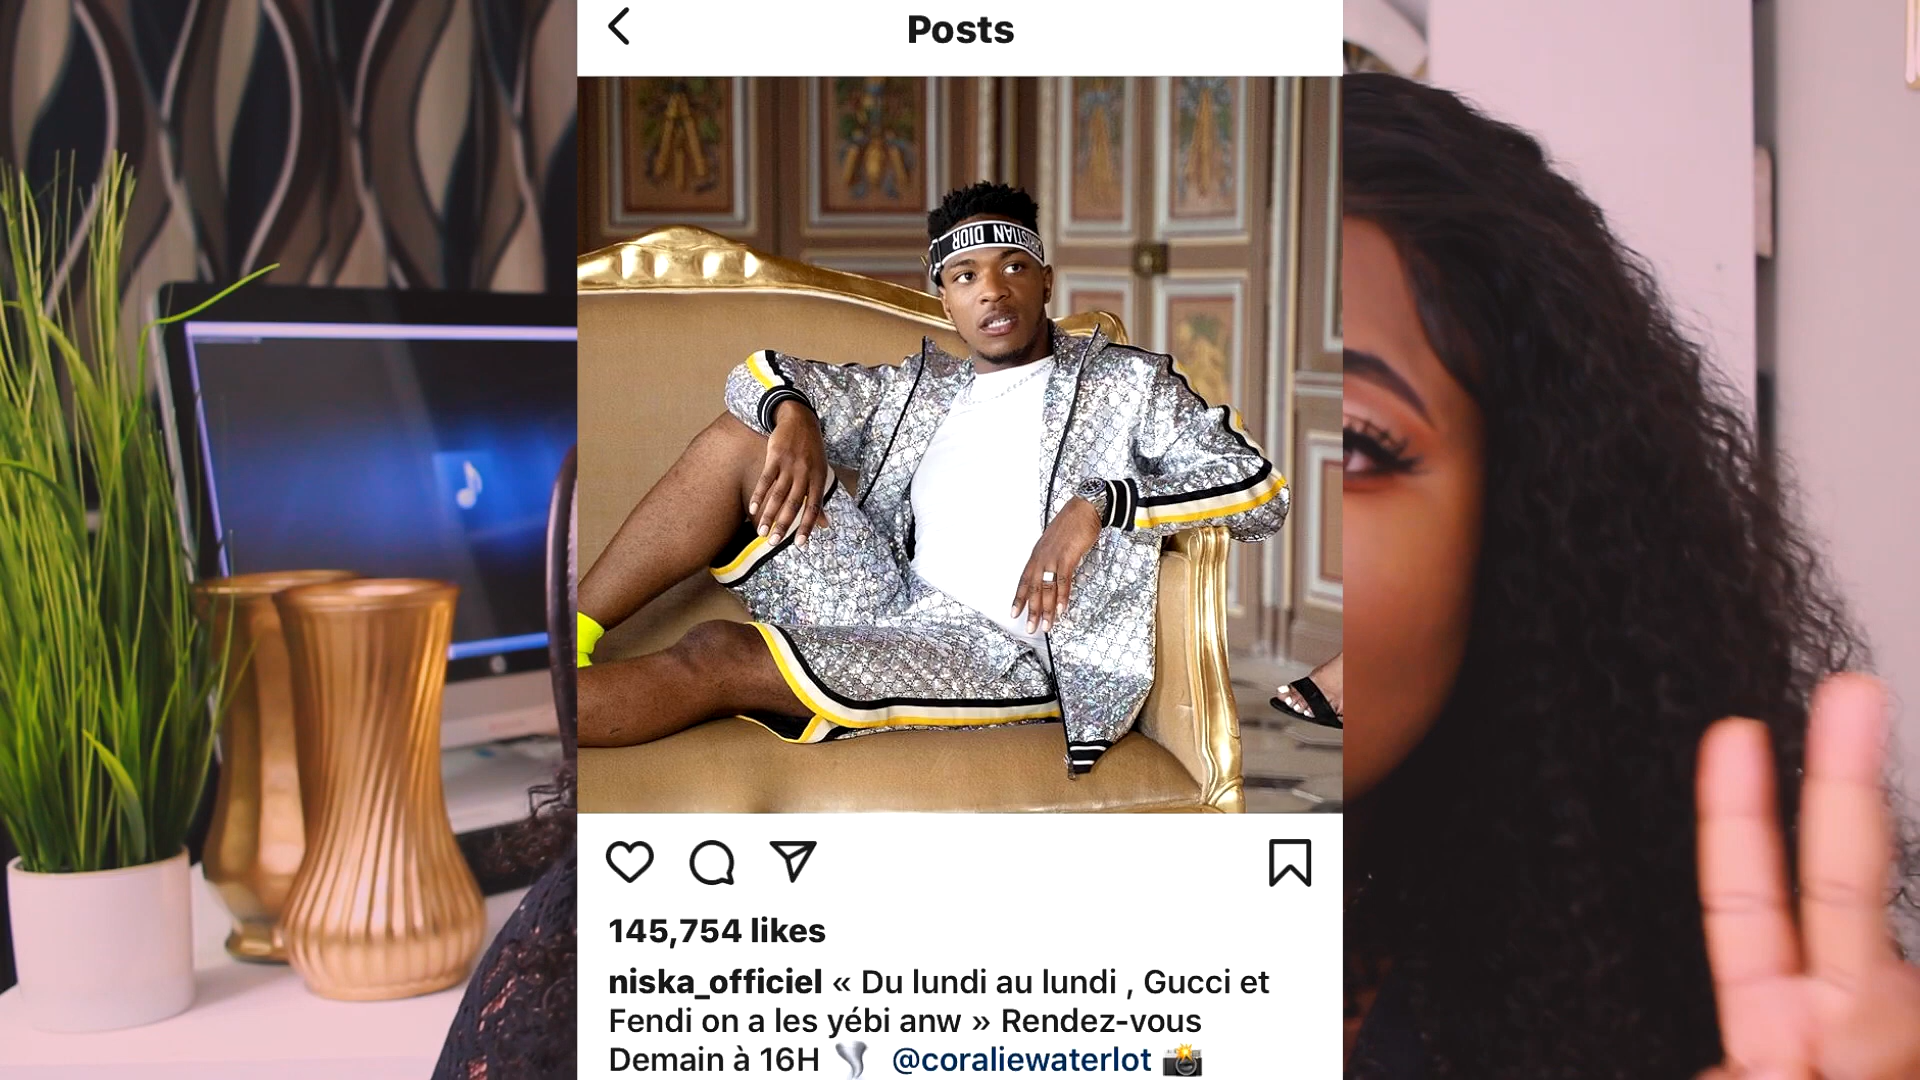 Posts
CHRISTIAN
DIOR
145,754 likes
niska_officiel « Du lundi au lundi , Gucci et
Fendi on a les yébi anw » Rendez-vous
Demain à 16H 🌪 @coraliewaterlot 📸